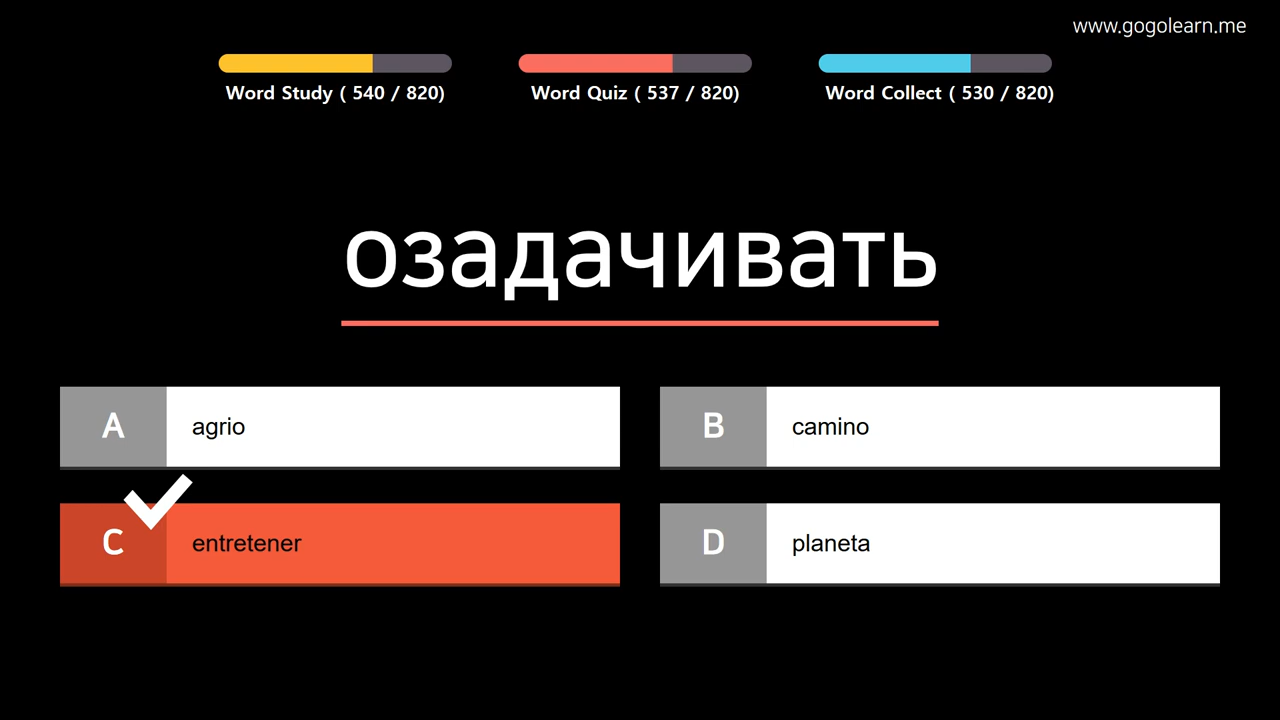 www.gogolearn.me
Word Study ( 540 / 820)
Word Quiz ( 537 / 820)
Word Collect ( 530 / 820)
озадачивать
A agrio
B camino
C entretener
D planeta